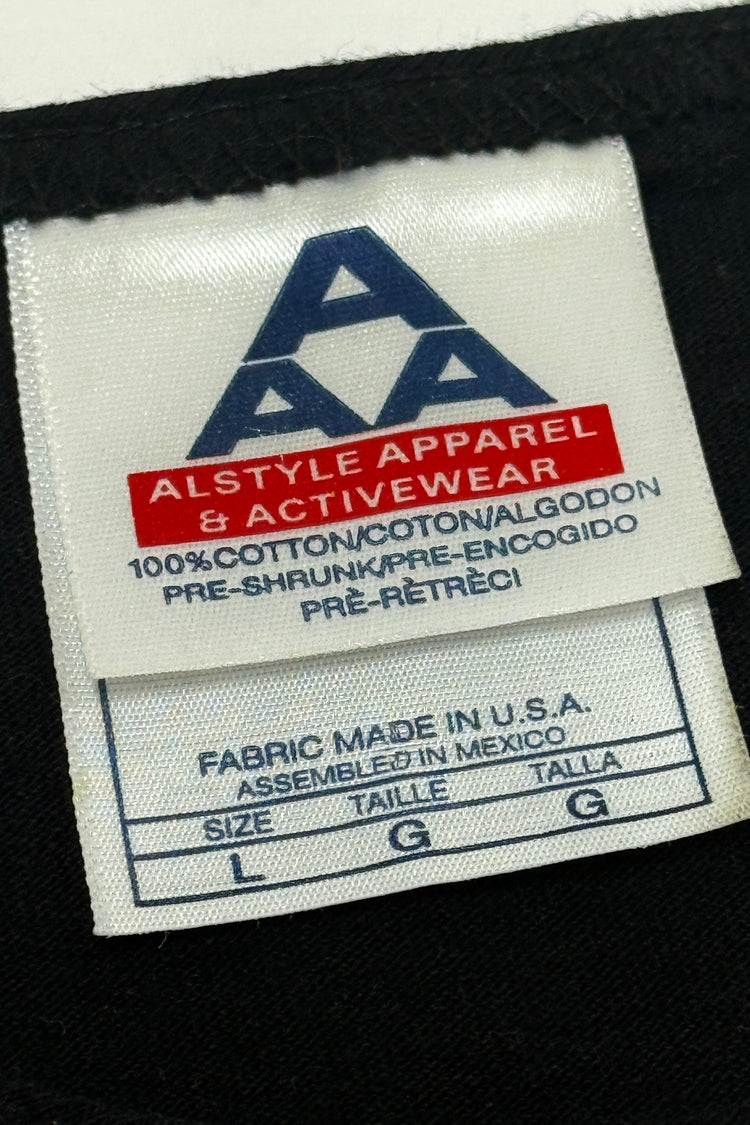 A
A A
ALSTYLE APPAREL
& ACTIVEWEAR
100%COTTON/COTON/ALGODON
PRE-SHRUNK/PRE-ENCOGIDO
PRÈ-RÈTRÈCI
FABRIC MADE IN U.S.A.
ASSEMBLED IN MEXICO
SIZE TAILLE TALLA
L G G